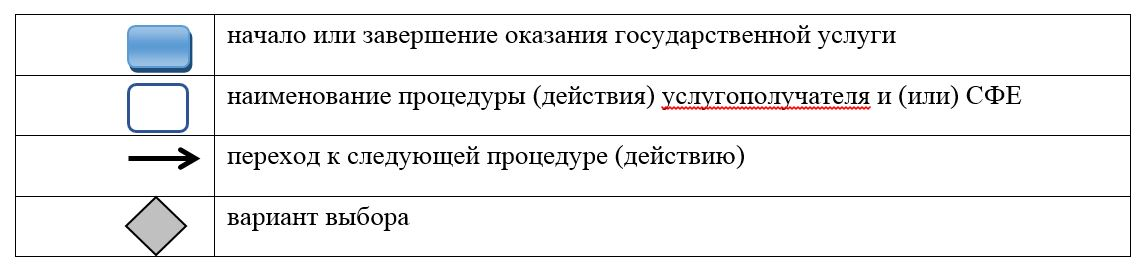 начало или завершение оказания государственной услуги
наименование процедуры (действия) услугополучателя и (или) СФЕ
переход к следующей процедуре (действию)
вариант выбора